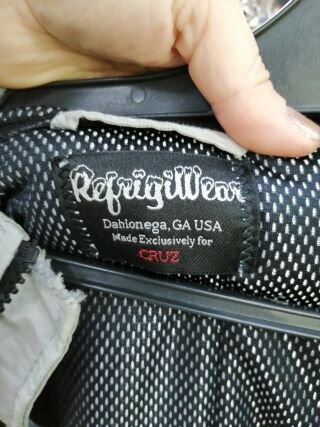 RefrigiWear
Dahlonega, GA USA
Made Exclusively for
CRUZ